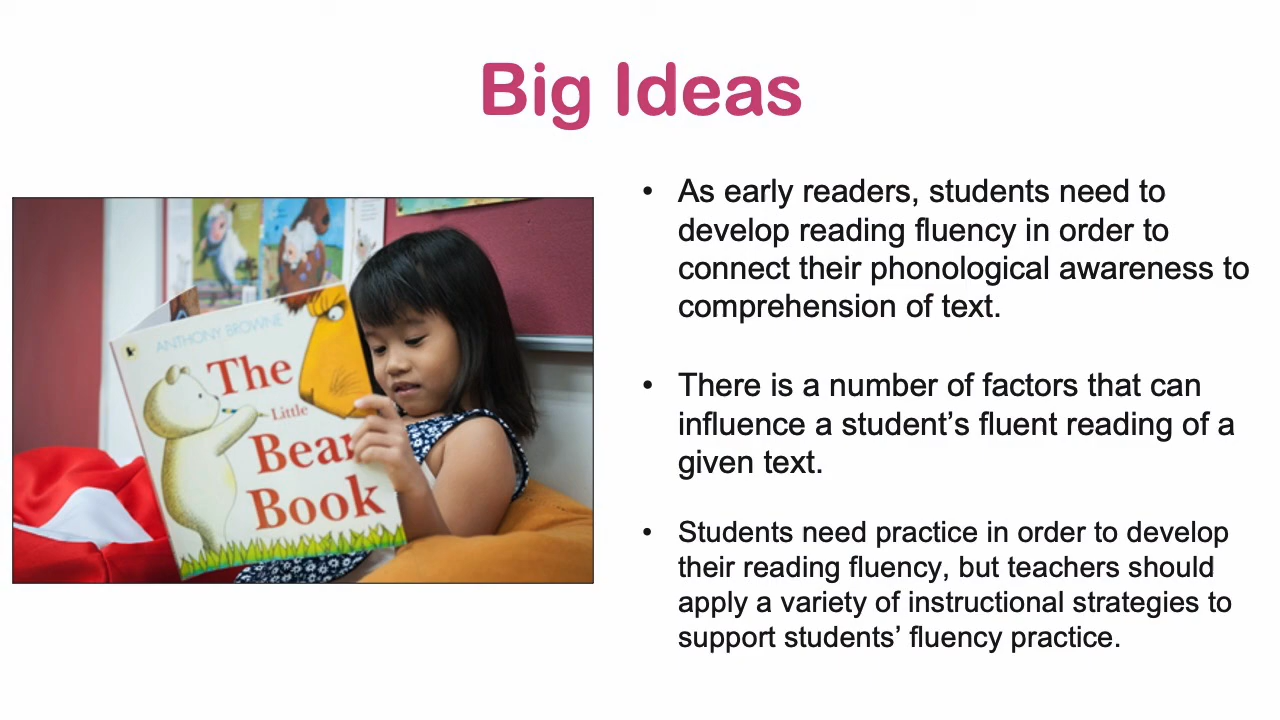 Big Ideas
• As early readers, students need to
develop reading fluency in order to
connect their phonological awareness to
comprehension of text.
• There is a number of factors that can
influence a student’s fluent reading of a
given text.
• Students need practice in order to develop
their reading fluency, but teachers should
apply a variety of instructional strategies to
support students’ fluency practice.
ANTHONY BROWNE
The
Little
Bear
Book